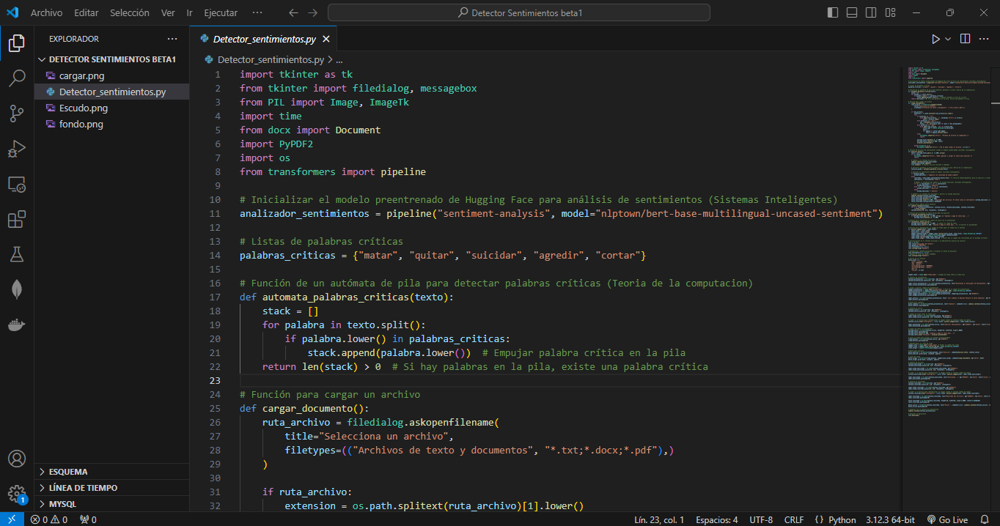 Archivo Editar Selección Ver Ir Ejecutar ··· Detector Sentimientos beta1
EXPLORADOR ···
DETECTOR SENTIMIENTOS BETA1
cargar.png
Detector_sentimientos.py
Escudo.png
fondo.png
ESQUEMA
LÍNEA DE TIEMPO
MYSQL
1
Detector_sentimientos.py
Detector_sentimientos.py > ...
1 import tkinter as tk
2 from tkinter import filedialog, messagebox
3 from PIL import Image, ImageTk
4 import time
5 from docx import Document
6 import PyPDF2
7 import os
8 from transformers import pipeline
9
10 # Inicializar el modelo preentrenado de Hugging Face para análisis de sentimientos (Sistemas Inteligentes)
11 analizador_sentimientos = pipeline("sentiment-analysis", model="nlptown/bert-base-multilingual-uncased-sentiment")
12
13 # Listas de palabras críticas
14 palabras_criticas = {"matar", "quitar", "suicidar", "agredir", "cortar"}
15
16 # Función de un autómata de pila para detectar palabras críticas (Teoria de la computacion)
17 def automata_palabras_criticas(texto):
18     stack = []
19     for palabra in texto.split():
20         if palabra.lower() in palabras_criticas:
21             stack.append(palabra.lower())  # Empujar palabra crítica en la pila
22     return len(stack) > 0  # Si hay palabras en la pila, existe una palabra crítica
23
24 # Función para cargar un archivo
25 def cargar_documento():
26     ruta_archivo = filedialog.askopenfilename(
27         title="Selecciona un archivo",
28         filetypes=(("Archivos de texto y documentos", "*.txt;*.docx;*.pdf"),)
29     )
30
31     if ruta_archivo:
32         extension = os.path.splitext(ruta_archivo)[1].lower()
0 0 0 Lín. 23, col. 1 Espacios: 4 UTF-8 CRLF {} Python 3.12.3 64-bit Go Live